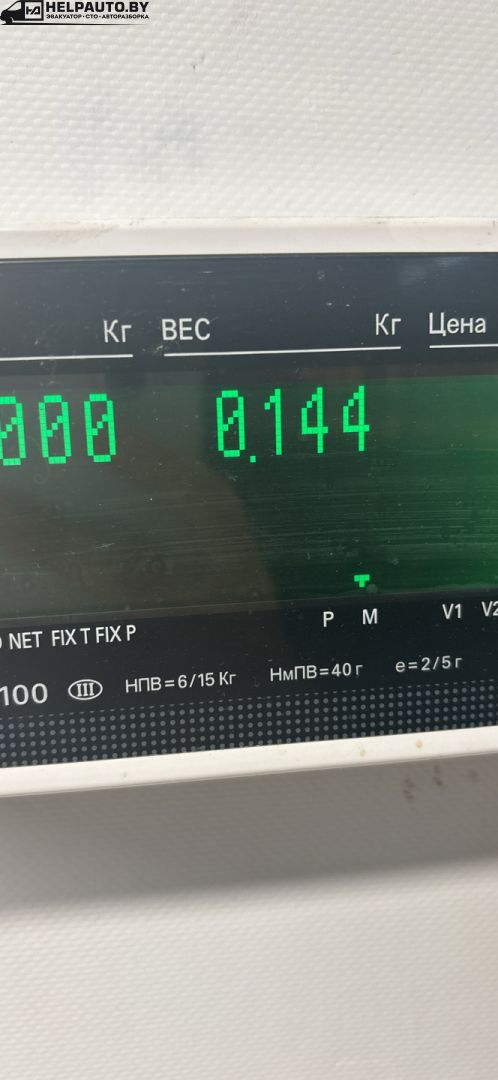 HELPAUTO.BY
ЭВАКУАТОР · СТО · АВТОРАЗБОРКА
Кг ВЕС Кг Цена
000 0.144
NET FIX T FIX P P M V1 V2
100 III НПВ=6/15 Кг НмПВ=40 г e=2/5 г